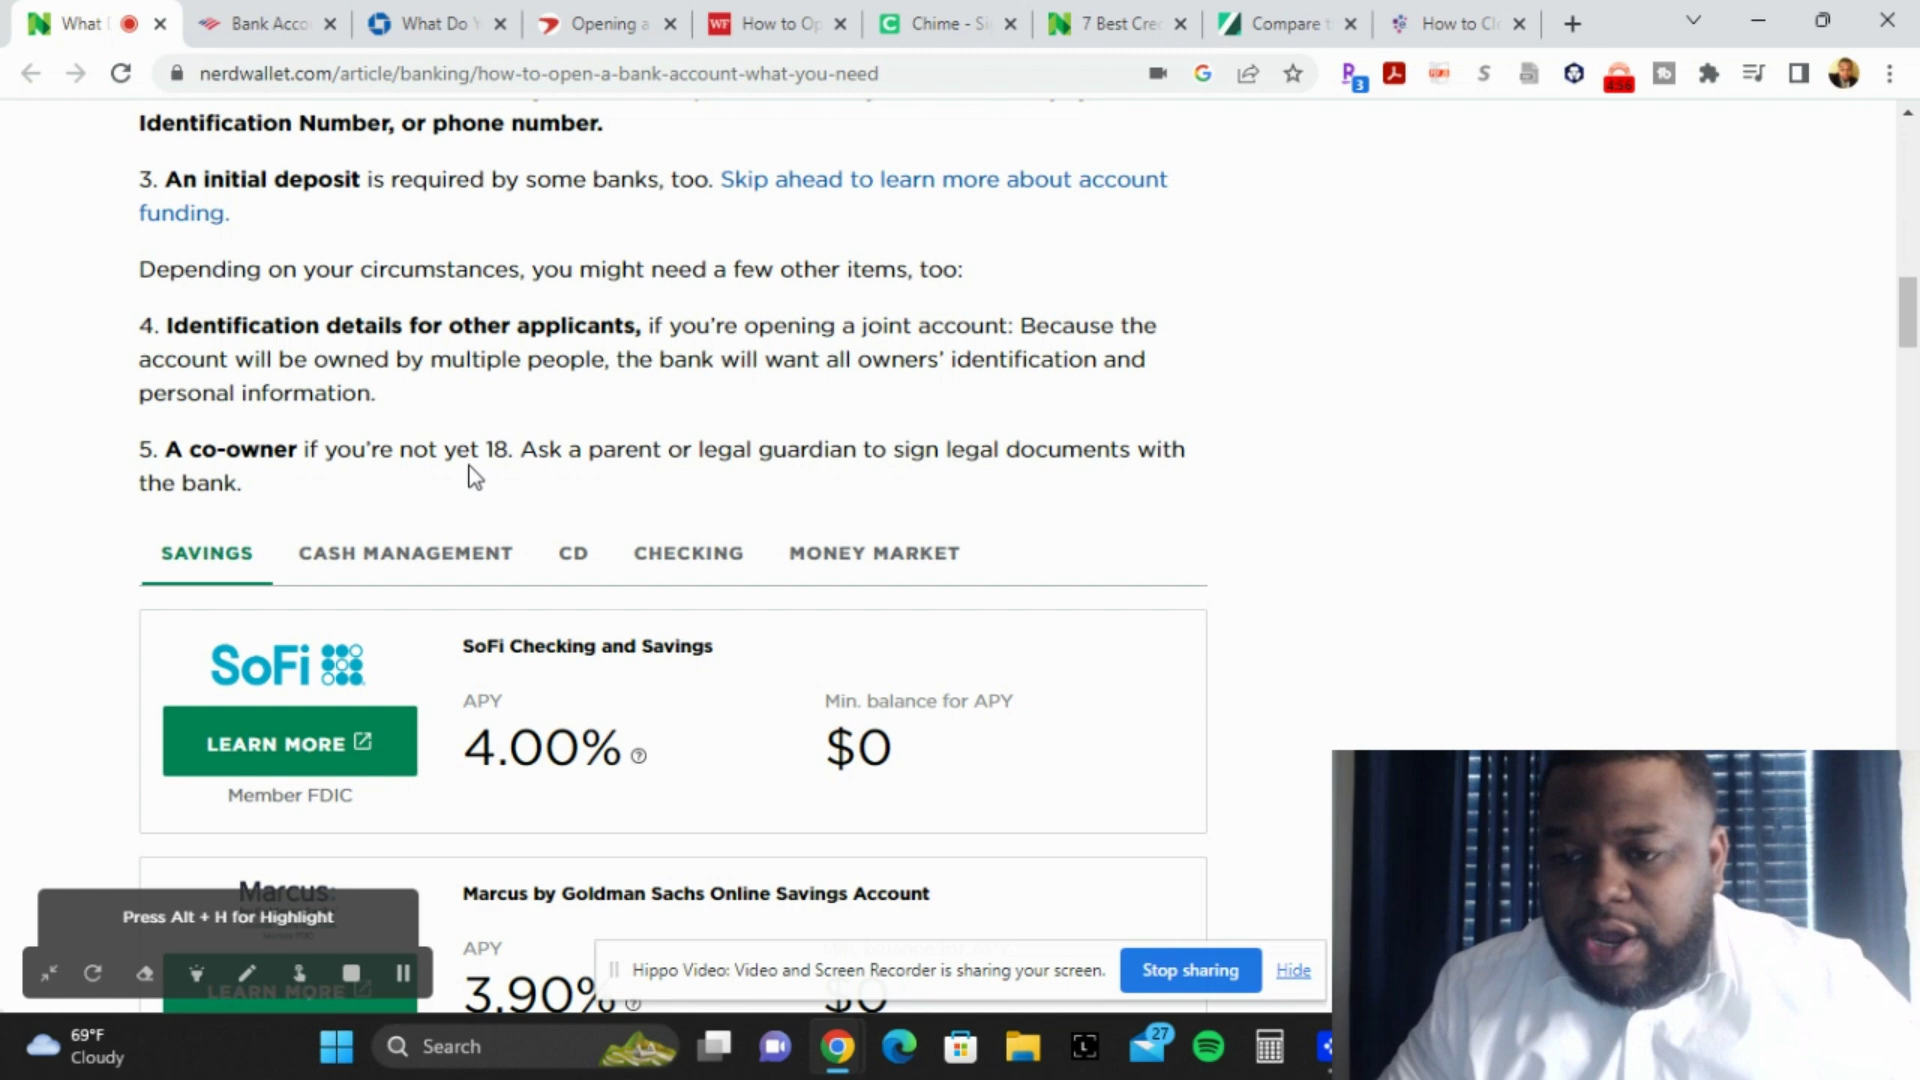 What
Bank Acco
What Do Y
Opening a
How to Op
Chime - Si
7 Best Cre
Compare t
How to Cl
nerdwallet.com/article/banking/how-to-open-a-bank-account-what-you-need
3
4:56
Identification Number, or phone number.
3. An initial deposit is required by some banks, too. Skip ahead to learn more about account
funding.
Depending on your circumstances, you might need a few other items, too:
4. Identification details for other applicants, if you're opening a joint account: Because the
account will be owned by multiple people, the bank will want all owners' identification and
personal information.
5. A co-owner if you're not yet 18. Ask a parent or legal guardian to sign legal documents with
the bank.
SAVINGS CASH MANAGEMENT CD CHECKING MONEY MARKET
SoFi
SoFi Checking and Savings
APY
Min. balance for APY
4.00%
$0
LEARN MORE
Member FDIC
Marcus:
Marcus by Goldman Sachs Online Savings Account
Press Alt + H for Highlight
APY
3.90%
$0
LEARN MORE
Hippo Video: Video and Screen Recorder is sharing your screen.
Stop sharing
Hide
69°F
Cloudy
Search
27